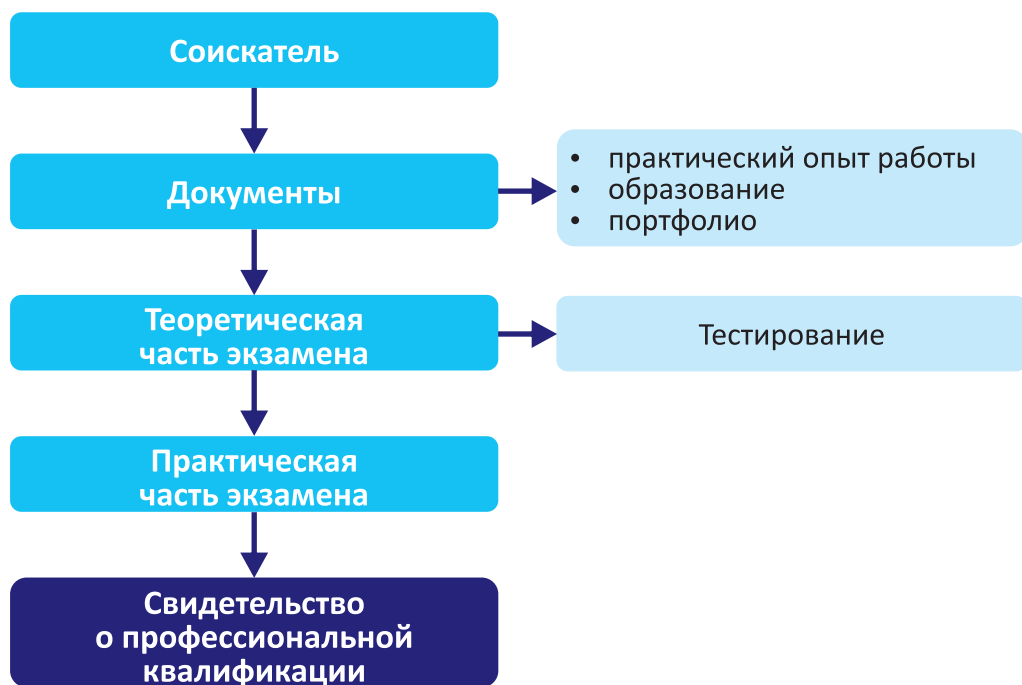 Соискатель
Документы
• практический опыт работы
• образование
• портфолио
Теоретическая
часть экзамена
Тестирование
Практическая
часть экзамена
Свидетельство
о профессиональной
квалификации